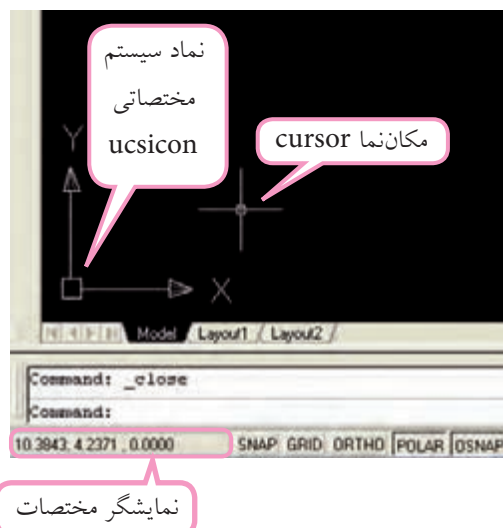 نماد سیستم
مختصاتی
ucsicon
مکان‌نما cursor
Y
X
Model / Layout1 / Layout2 /
Command: _close
Command:
10.3843, 4.2371 , 0.0000 SNAP GRID ORTHO POLAR OSNAP
نمایشگر مختصات